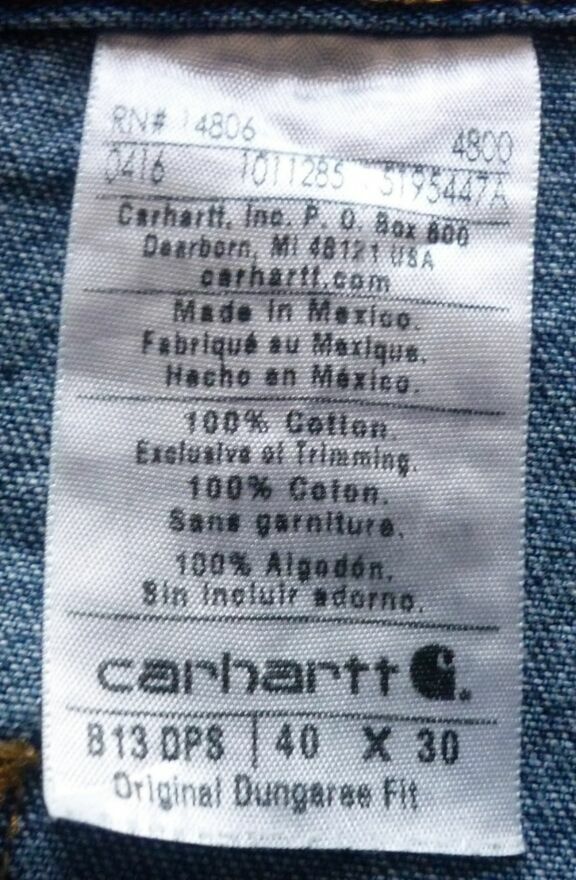 RN# 14806 4800
0416 1011285 5195447A
Carhartt, Inc. P. O. Box 600
Dearborn, MI 48121 USA
carhartt.com
Made in Mexico.
Fabriqué au Mexique.
Hecho en México.
100% Cotton.
Exclusive of Trimming.
100% Coton.
Sans garniture.
100% Algodón.
Sin incluir adorno.
carhartt
B13 DPS | 40 X 30
Original Dungaree Fit